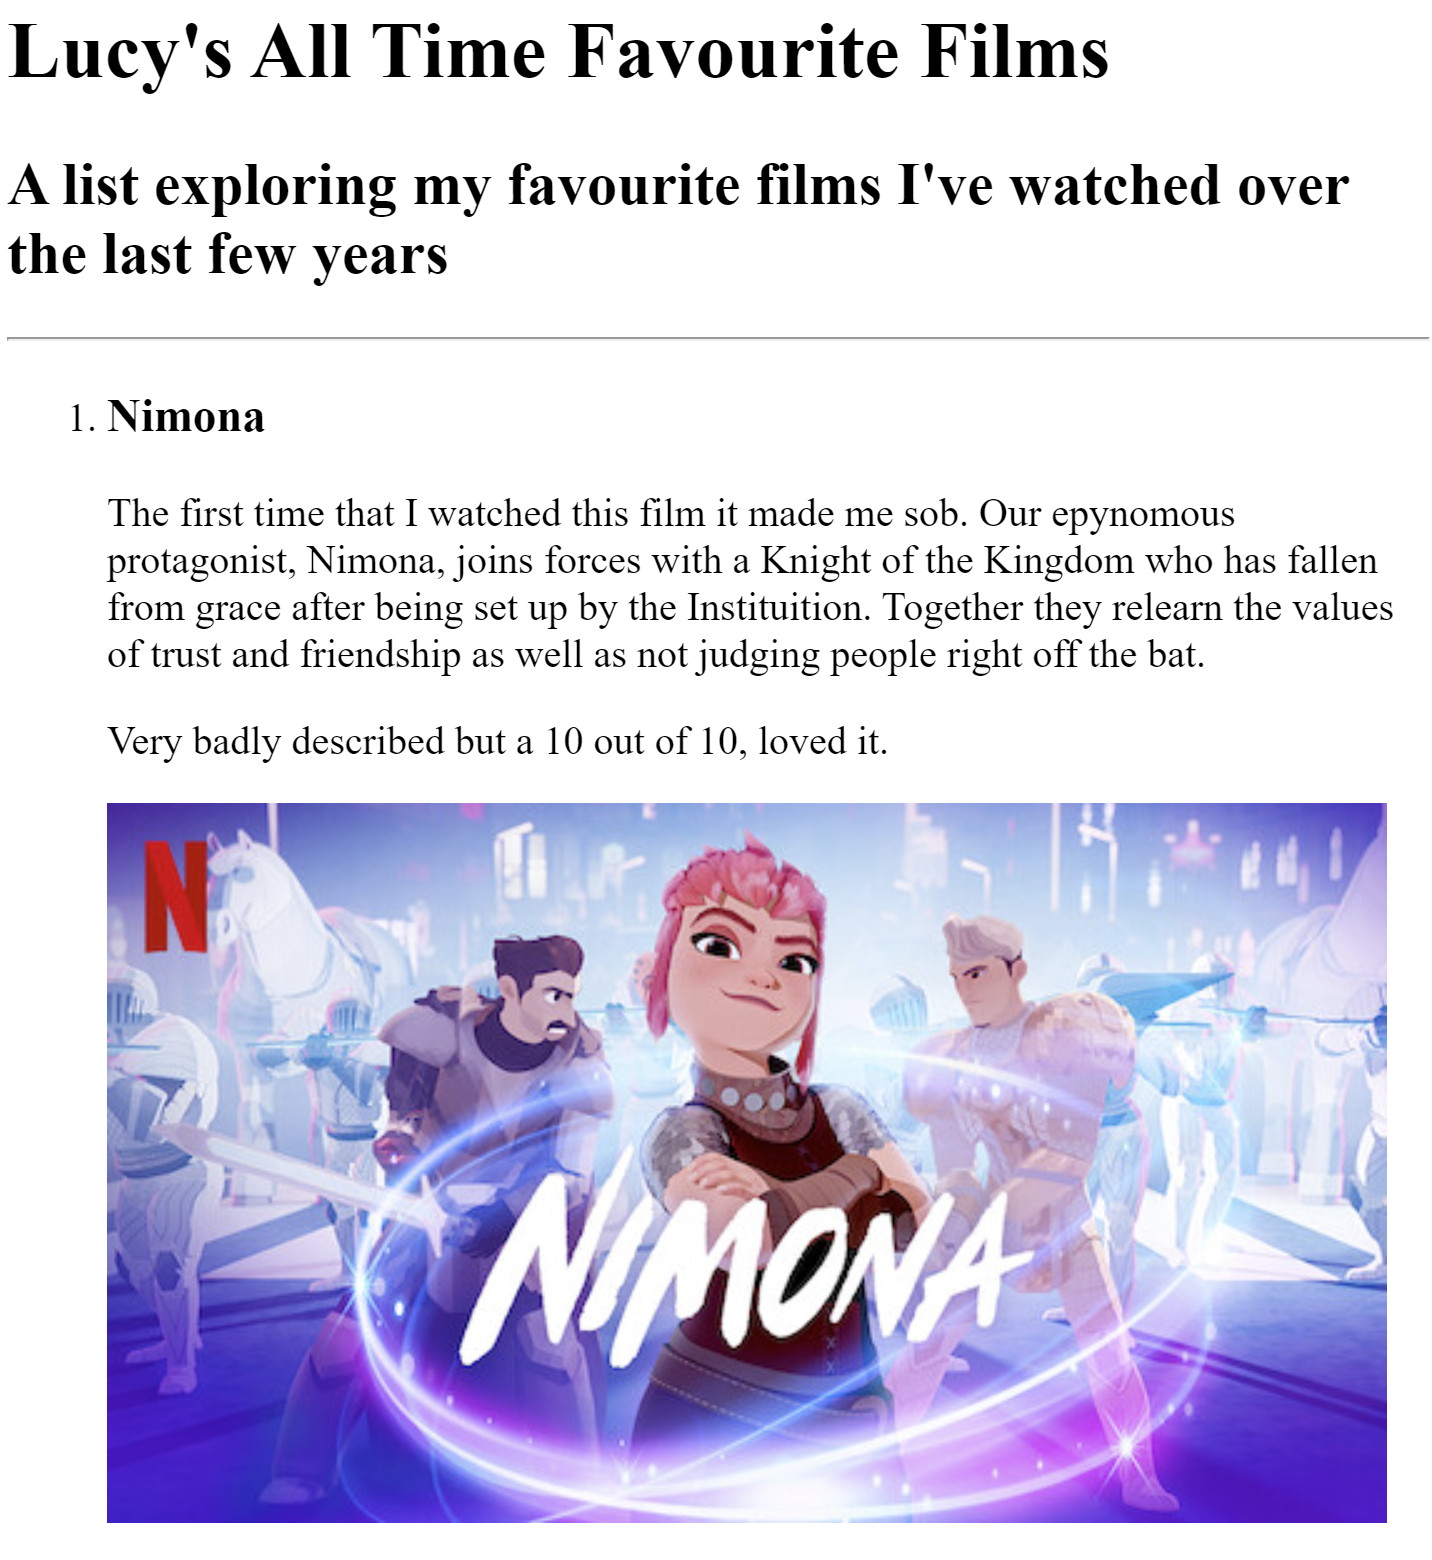 Lucy's All Time Favourite Films
A list exploring my favourite films I've watched over
the last few years
1. Nimona
The first time that I watched this film it made me sob. Our epynomous
protagonist, Nimona, joins forces with a Knight of the Kingdom who has fallen
from grace after being set up by the Instituition. Together they relearn the values
of trust and friendship as well as not judging people right off the bat.
Very badly described but a 10 out of 10, loved it.
N
NIMONA